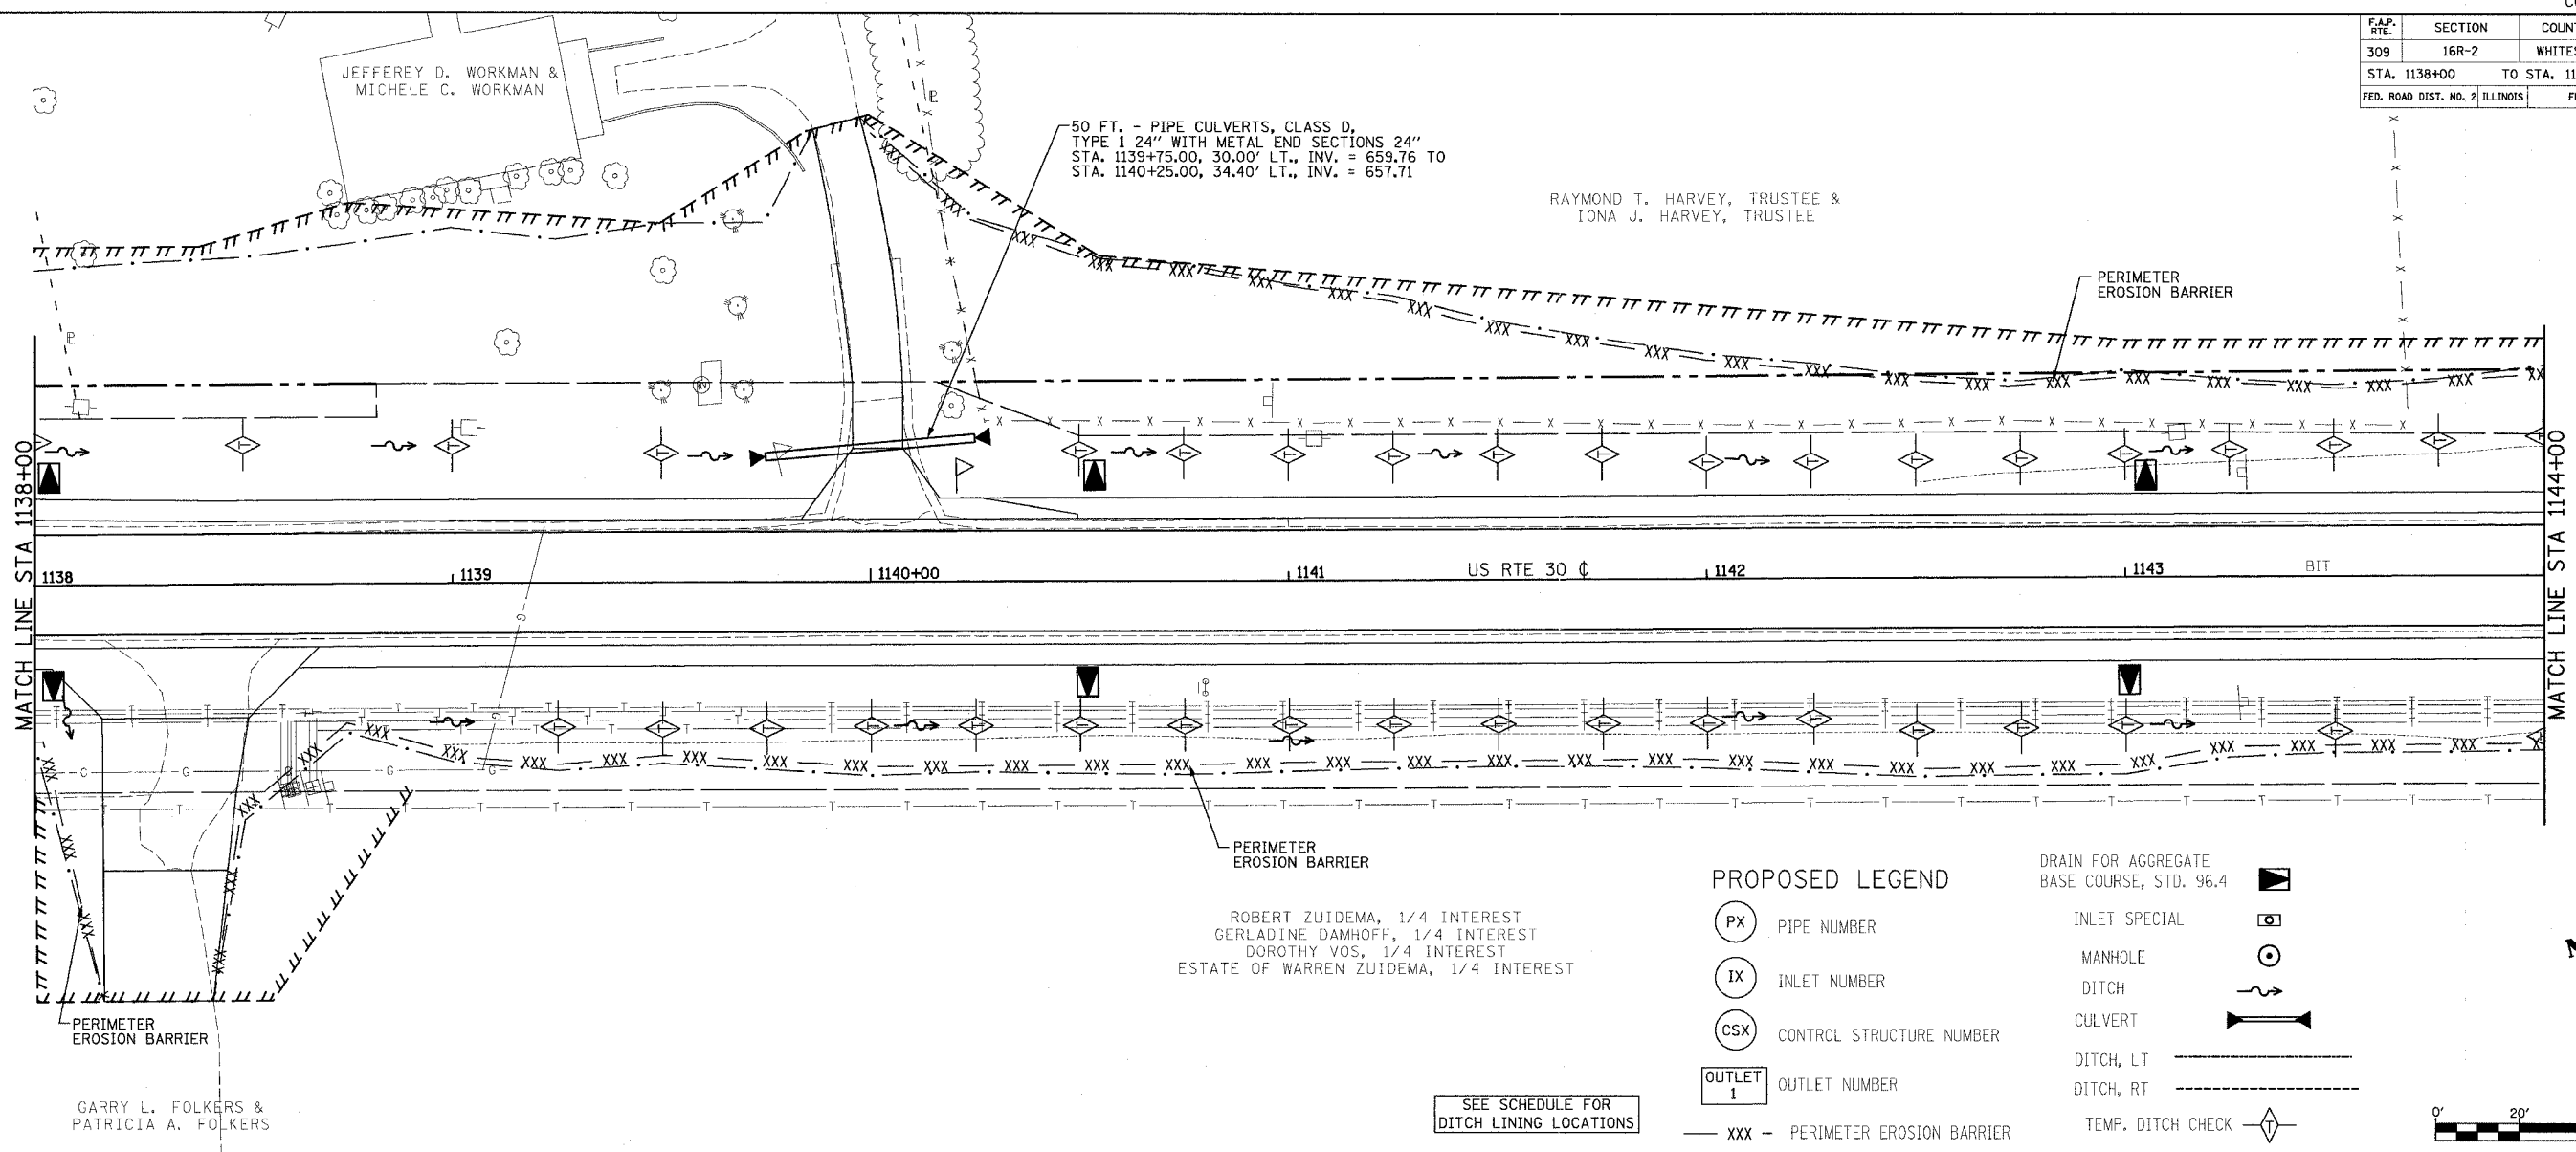 F.A.P. RTE. SECTION
309 16R-2
STA. 1138+00 TO STA.
FED. ROAD DIST. NO. 2 ILLINOIS
JEFFEREY D. WORKMAN &
MICHELE C. WORKMAN
50 FT. - PIPE CULVERTS, CLASS D,
TYPE 1 24" WITH METAL END SECTIONS 24"
STA. 1139+75.00, 30.00' LT., INV. = 659.76 TO
STA. 1140+25.00, 34.40' LT., INV. = 657.71
RAYMOND T. HARVEY, TRUSTEE &
IONA J. HARVEY, TRUSTEE
PERIMETER
EROSION BARRIER
MATCH LINE STA 1138+00
1138 1139 1140+00 1141 US RTE 30 ℄ 1142 1143 BIT
MATCH LINE STA 1144+00
PERIMETER
EROSION BARRIER
PERIMETER
EROSION BARRIER
ROBERT ZUIDEMA, 1/4 INTEREST
GERLADINE DAMHOFF, 1/4 INTEREST
DOROTHY VOS, 1/4 INTEREST
ESTATE OF WARREN ZUIDEMA, 1/4 INTEREST
GARRY L. FOLKERS &
PATRICIA A. FOLKERS
SEE SCHEDULE FOR
DITCH LINING LOCATIONS
PROPOSED LEGEND
PX PIPE NUMBER
IX INLET NUMBER
CSX CONTROL STRUCTURE NUMBER
OUTLET
1
OUTLET NUMBER
XXX PERIMETER EROSION BARRIER
DRAIN FOR AGGREGATE
BASE COURSE, STD. 96.4
INLET SPECIAL
MANHOLE
DITCH
CULVERT
DITCH, LT
DITCH, RT
TEMP. DITCH CHECK T
0' 20'